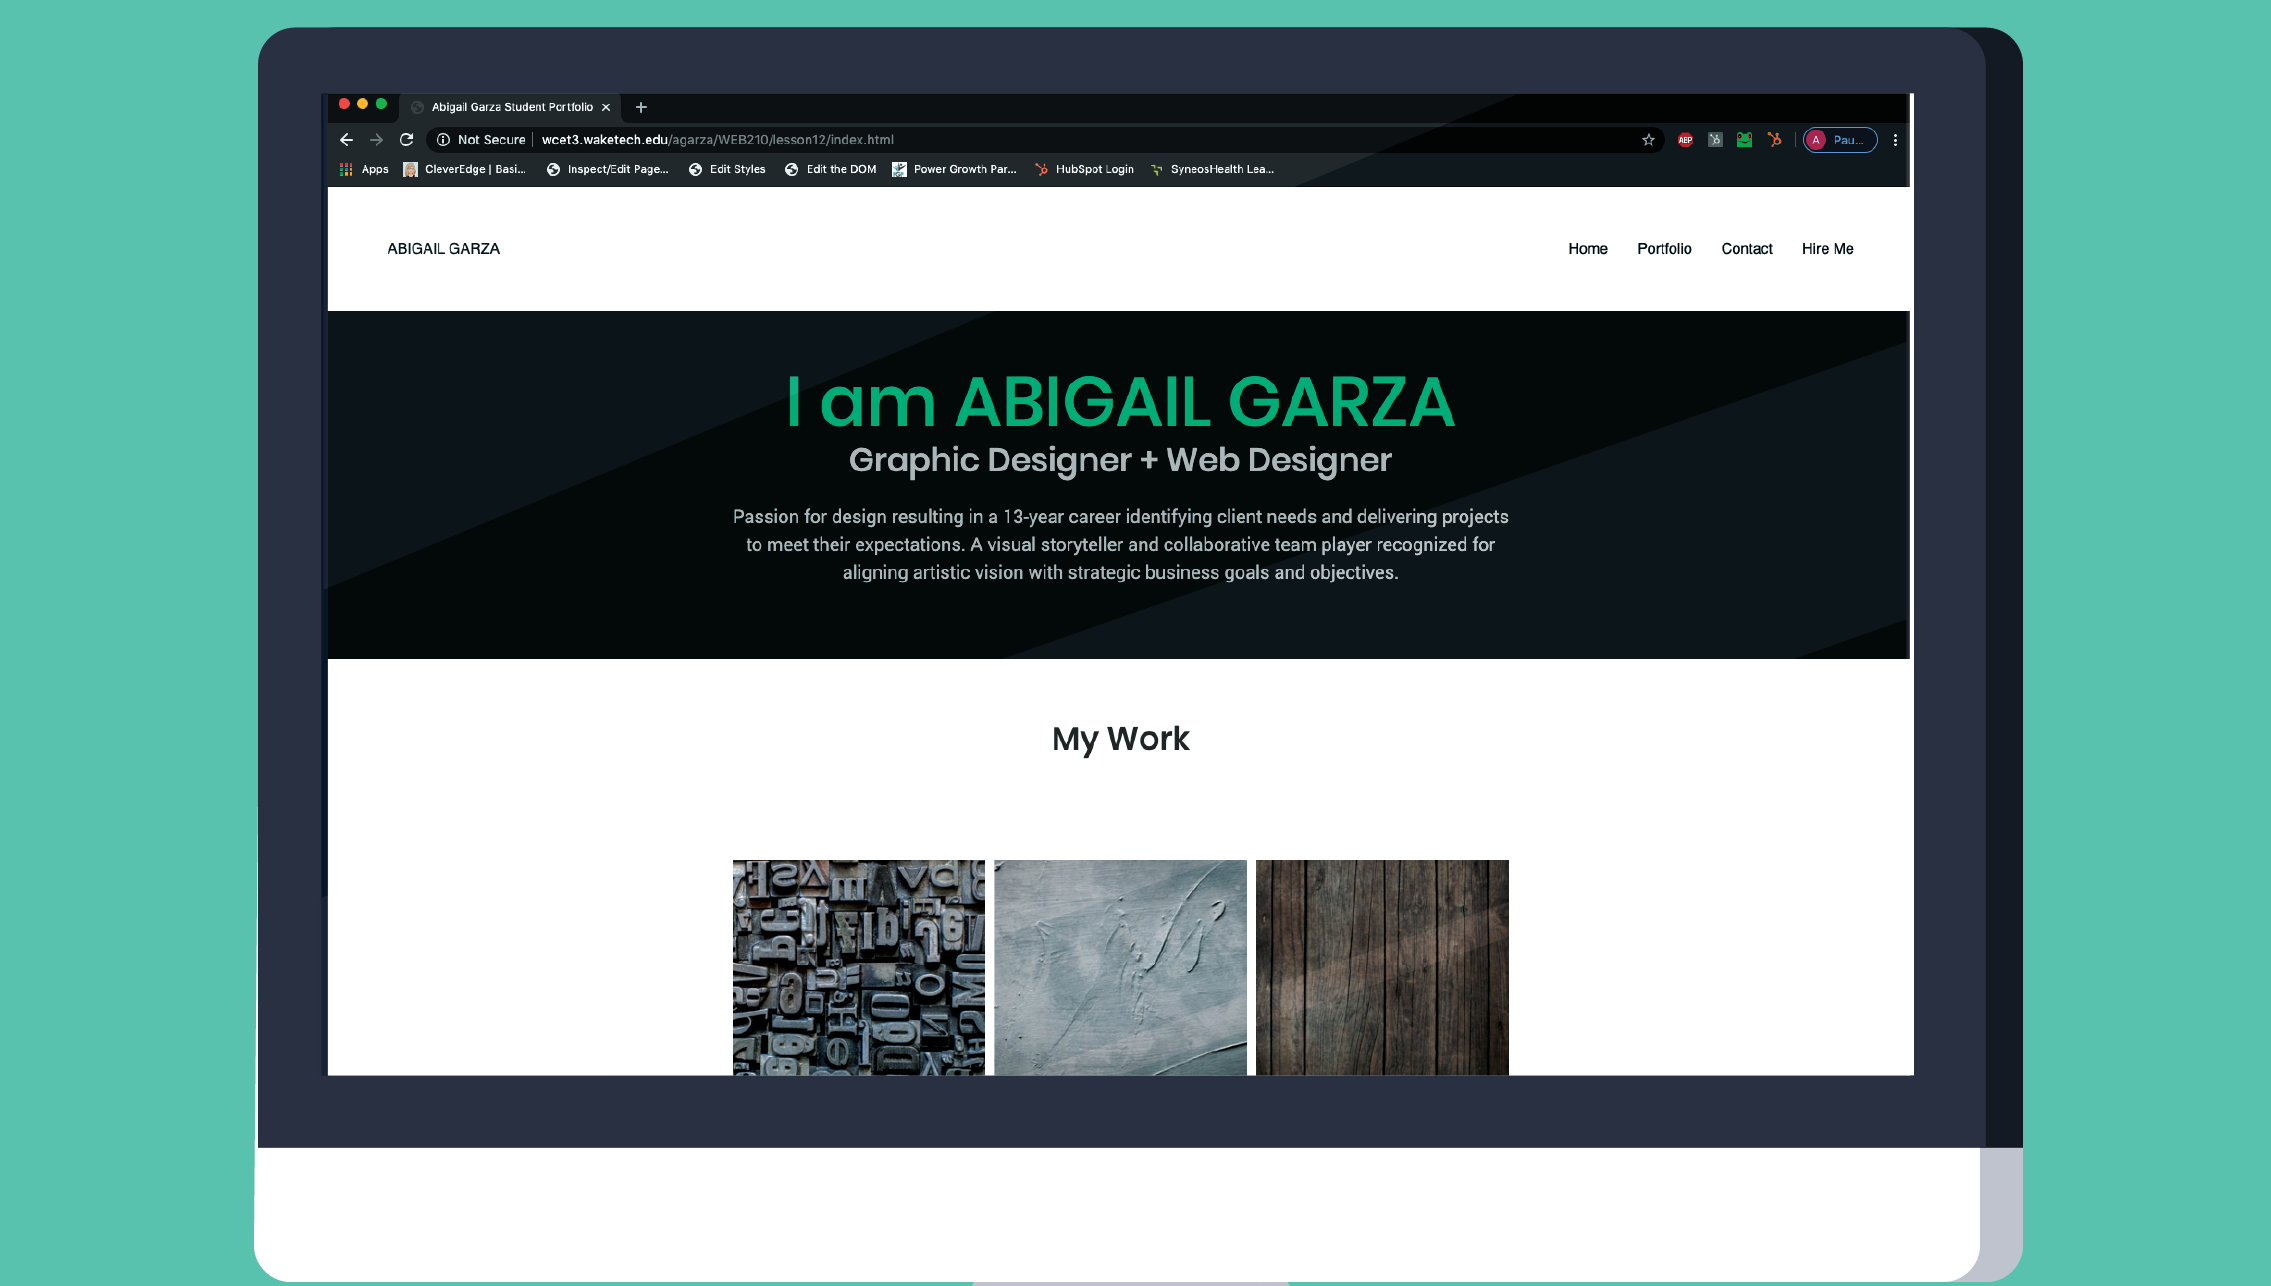 Abigail Garza Student Portfolio
Not Secure wcet3.waketech.edu/agarza/WEB210/lesson12/index.html
ABP
A Pau...
Apps CleverEdge | Basi... Inspect/Edit Page... Edit Styles Edit the DOM Power Growth Par... HubSpot Login SyneosHealth Lea...
ABIGAIL GARZA Home Portfolio Contact Hire Me
I am ABIGAIL GARZA
Graphic Designer + Web Designer
Passion for design resulting in a 13-year career identifying client needs and delivering projects
to meet their expectations. A visual storyteller and collaborative team player recognized for
aligning artistic vision with strategic business goals and objectives.
My Work